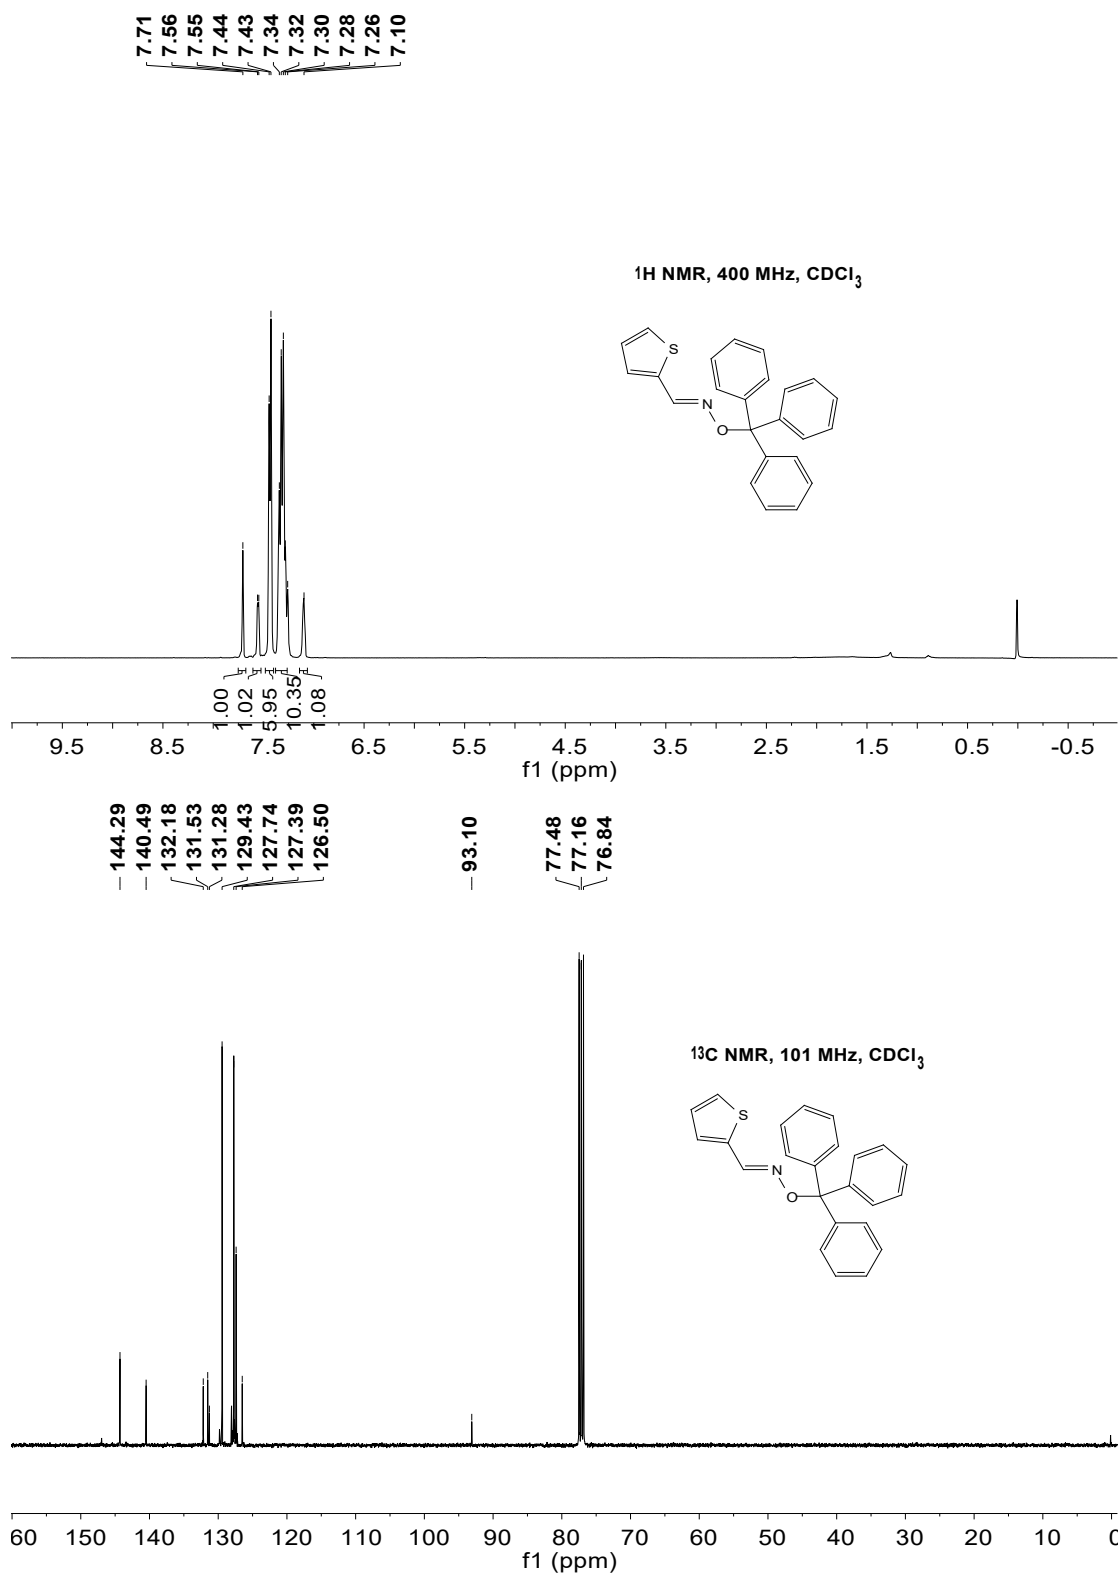 7.71
7.56
7.55
7.44
7.43
7.34
7.32
7.30
7.28
7.26
7.10
1H NMR, 400 MHz, CDCl3
S
N
O
1.00
1.02
5.95
10.35
1.08
9.5 8.5 7.5 6.5 5.5 4.5 3.5 2.5 1.5 0.5 -0.5
f1 (ppm)
144.29
140.49
132.18
131.53
131.28
129.43
127.74
127.39
126.50
93.10
77.48
77.16
76.84
13C NMR, 101 MHz, CDCl3
S
N
O
60 150 140 130 120 110 100 90 80 70 60 50 40 30 20 10 0
f1 (ppm)